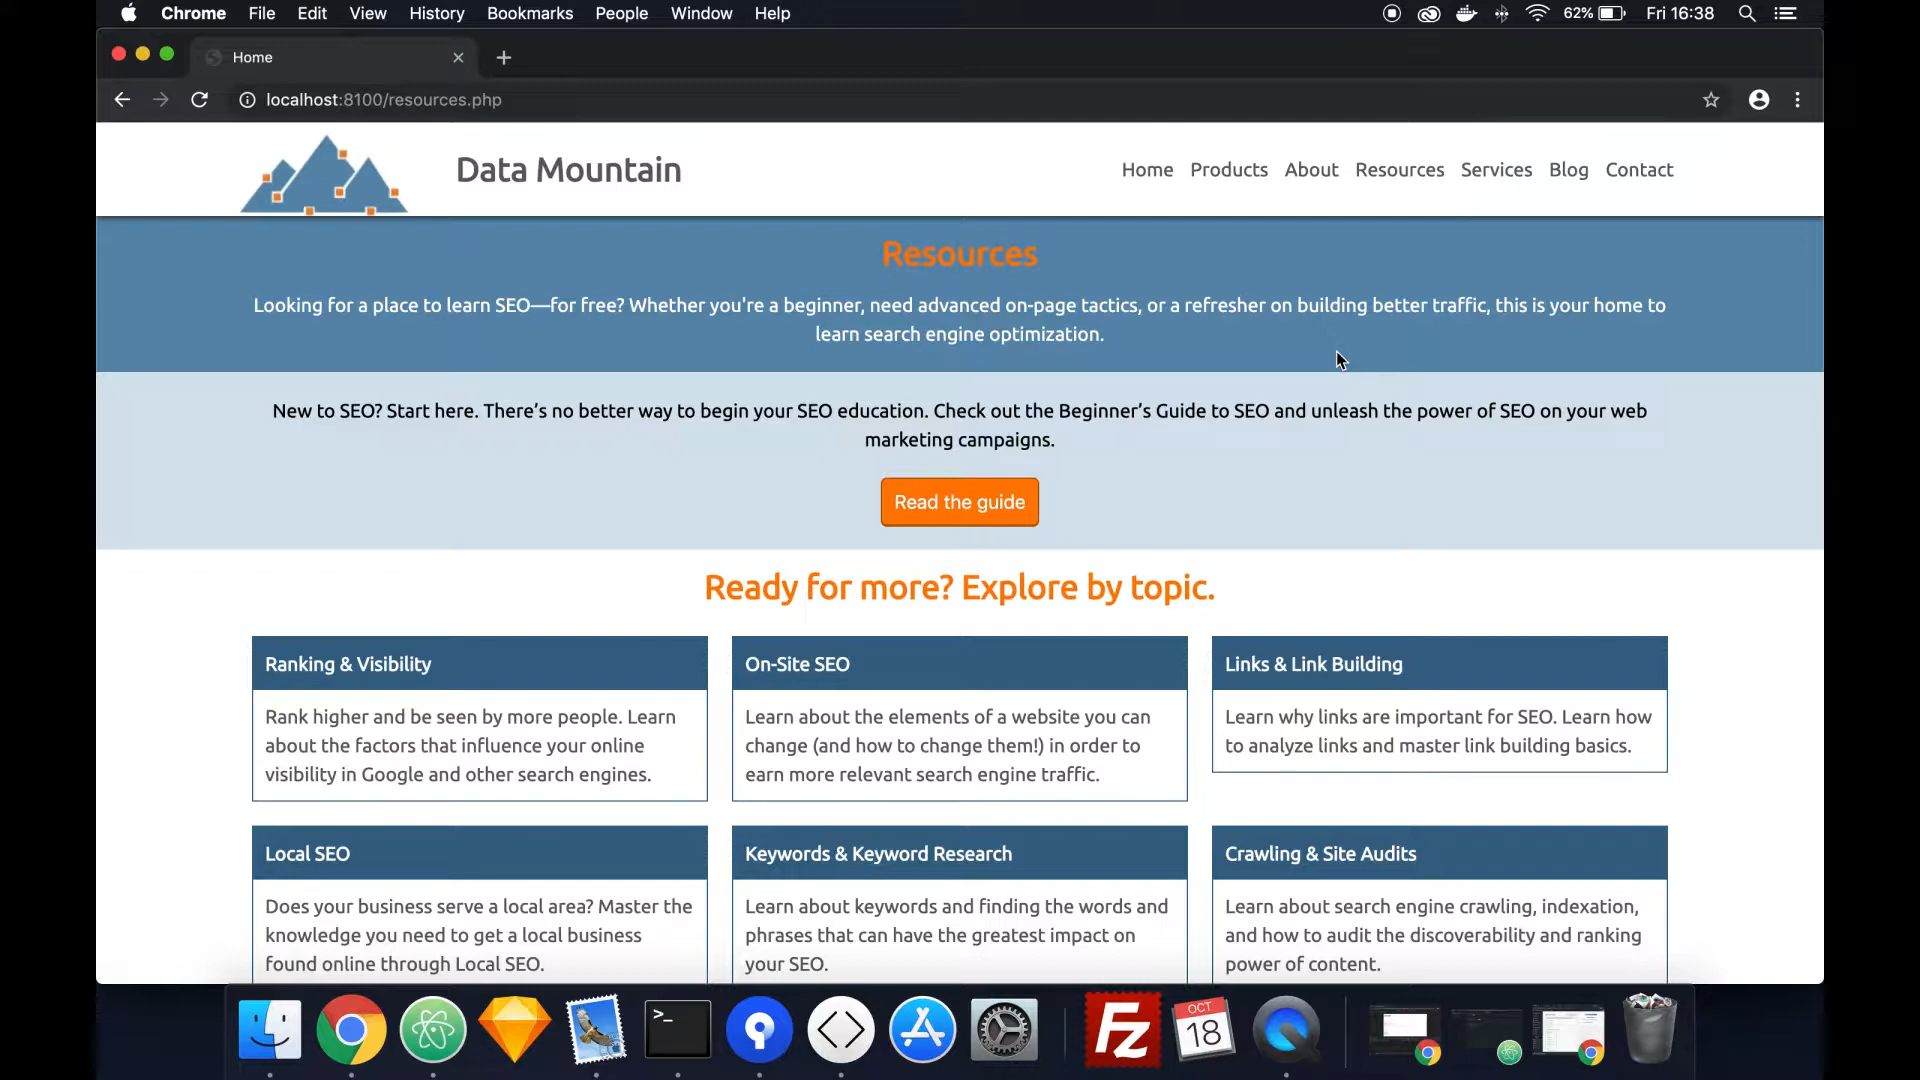 Chrome File Edit View History Bookmarks People Window Help 62% Fri 16:38
Home
localhost:8100/resources.php
Data Mountain
Home Products About Resources Services Blog Contact
Resources
Looking for a place to learn SEO—for free? Whether you're a beginner, need advanced on-page tactics, or a refresher on building better traffic, this is your home to
learn search engine optimization.
New to SEO? Start here. There’s no better way to begin your SEO education. Check out the Beginner’s Guide to SEO and unleash the power of SEO on your web
marketing campaigns.
Read the guide
Ready for more? Explore by topic.
Ranking & Visibility
Rank higher and be seen by more people. Learn
about the factors that influence your online
visibility in Google and other search engines.
On-Site SEO
Learn about the elements of a website you can
change (and how to change them!) in order to
earn more relevant search engine traffic.
Links & Link Building
Learn why links are important for SEO. Learn how
to analyze links and master link building basics.
Local SEO
Does your business serve a local area? Master the
knowledge you need to get a local business
found online through Local SEO.
Keywords & Keyword Research
Learn about keywords and finding the words and
phrases that can have the greatest impact on
your SEO.
Crawling & Site Audits
Learn about search engine crawling, indexation,
and how to audit the discoverability and ranking
power of content.
>_
Fz
OCT
18